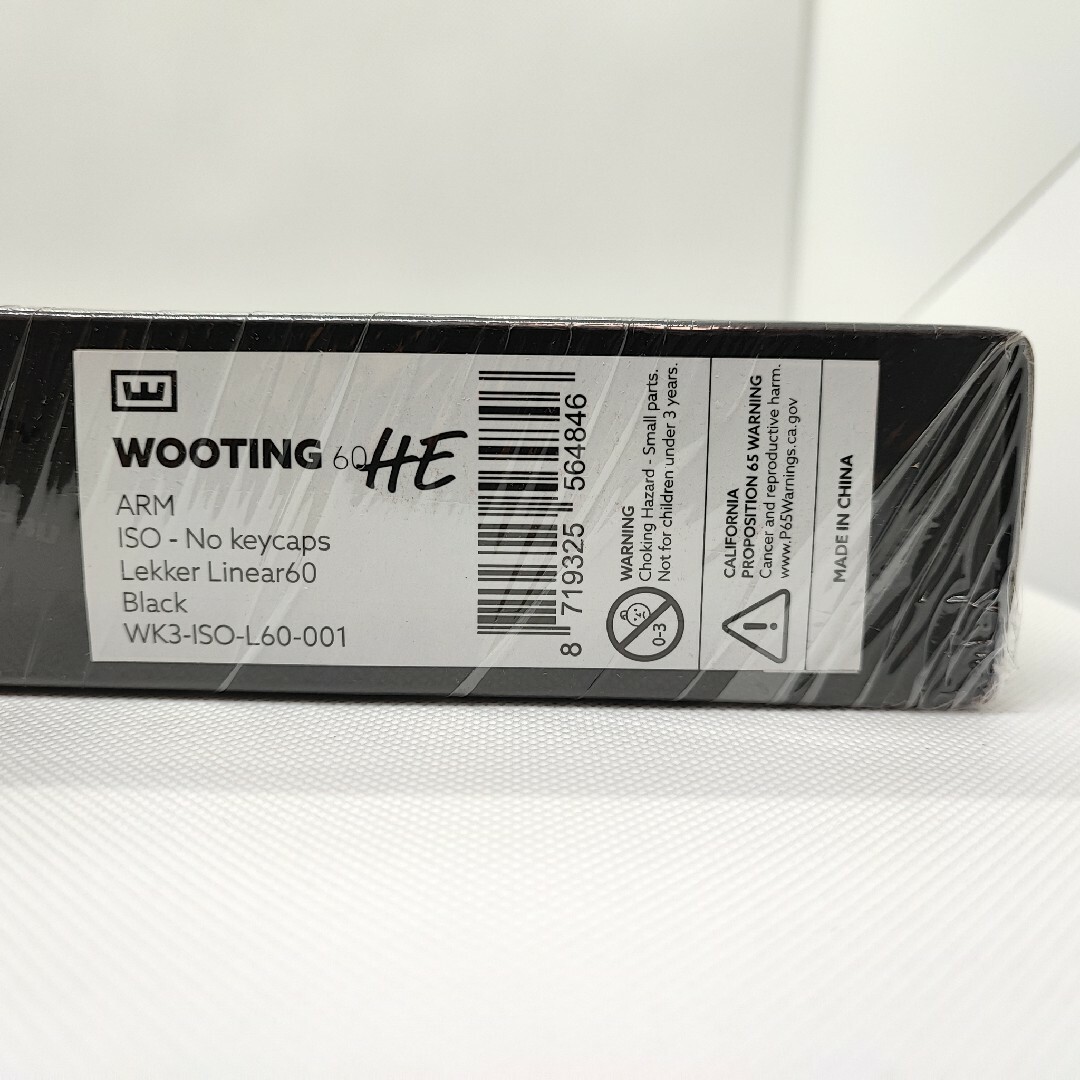 E
WOOTING 60HE
ARM
ISO - No keycaps
Lekker Linear60
Black
WK3-ISO-L60-001
8 719325 564846
WARNING
Choking Hazard - Small parts.
Not for children under 3 years.
0-3
CALIFORNIA
PROPOSITION 65 WARNING
Cancer and reproductive harm.
www.P65Warnings.ca.gov
MADE IN CHINA